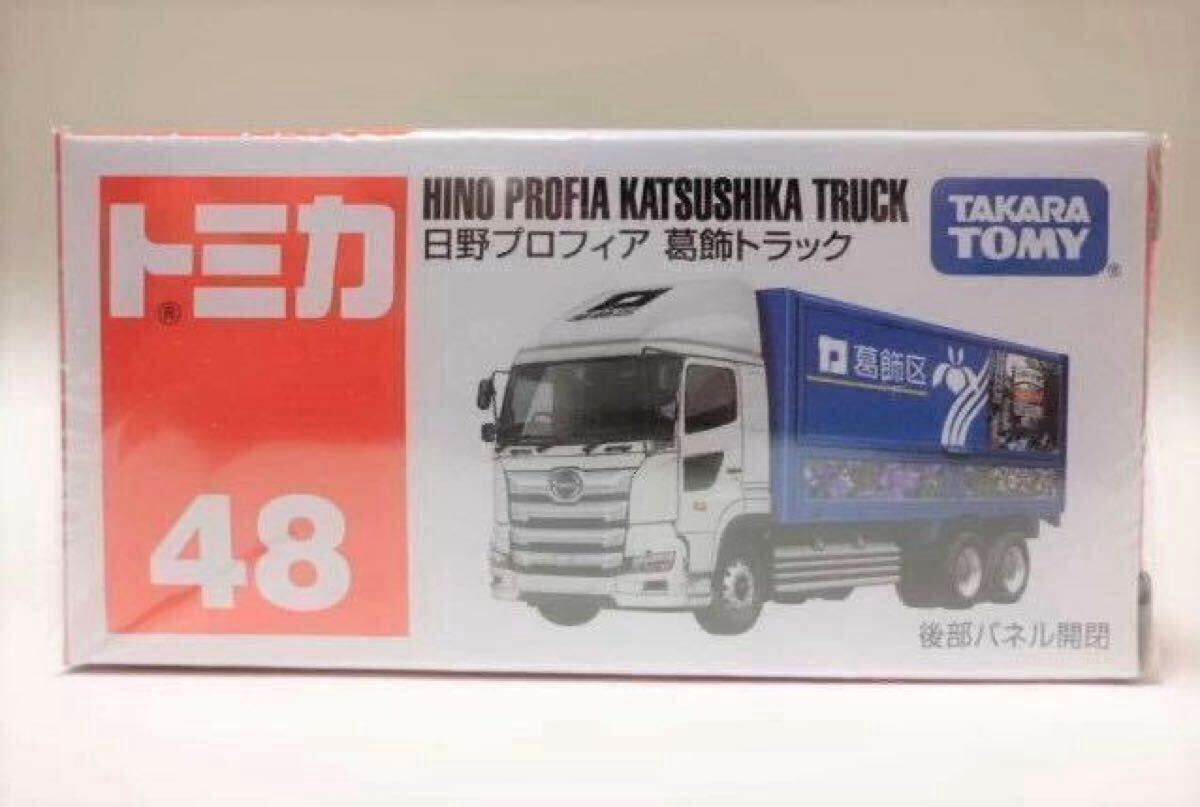 トミカ
®
48
HINO PROFIA KATSUSHIKA TRUCK
日野プロフィア 葛飾トラック
TAKARA
TOMY
®
葛飾区
後部パネル開閉